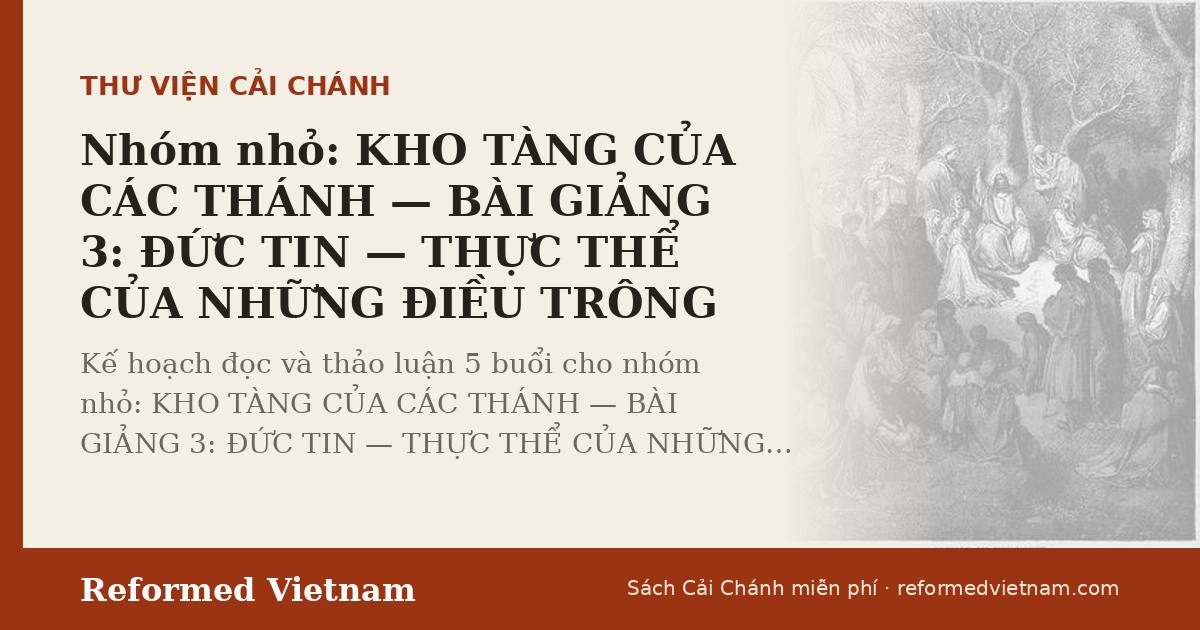 THƯ VIỆN CẢI CHÁNH
Nhóm nhỏ: KHO TÀNG CỦA
CÁC THÁNH — BÀI GIẢNG
3: ĐỨC TIN — THỰC THỂ
CỦA NHỮNG ĐIỀU TRÔNG
Kế hoạch đọc và thảo luận 5 buổi cho nhóm
nhỏ: KHO TÀNG CỦA CÁC THÁNH — BÀI
GIẢNG 3: ĐỨC TIN — THỰC THỂ CỦA NHỮNG…
Reformed Vietnam
Sách Cải Chánh miễn phí · reformedvietnam.com